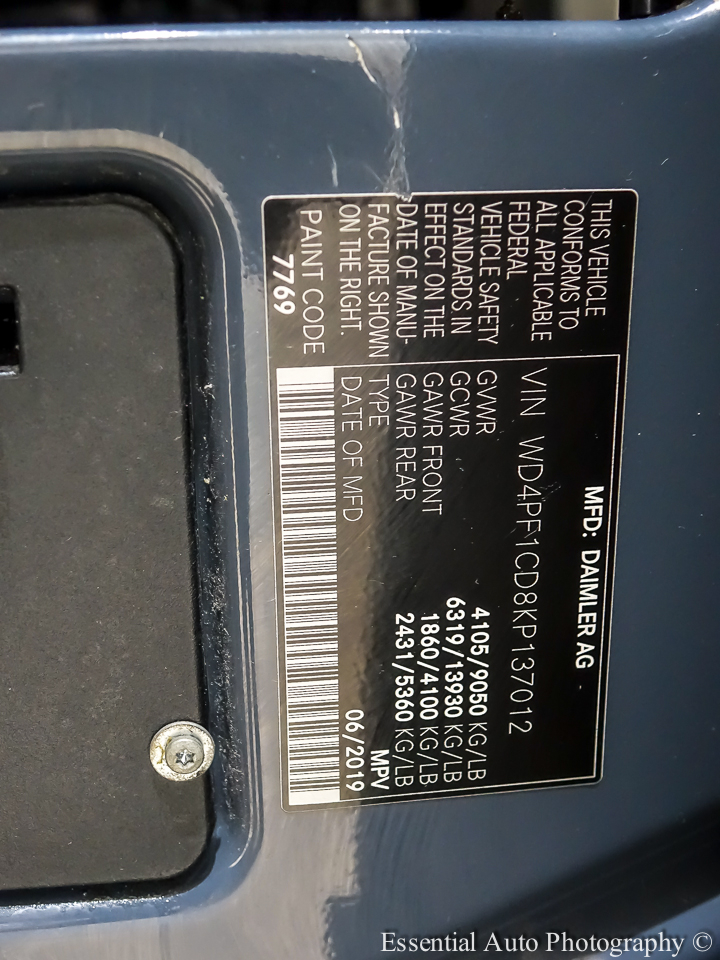 MFD: DAIMLER AG
VIN WD4PF1CD8KP137012
GVWR 4105/9050 KG/LB
GCWR 6319/13930 KG/LB
GAWR FRONT 1860/4100 KG/LB
GAWR REAR 2431/5360 KG/LB
TYPE MPV
DATE OF MFD 06/2019
THIS VEHICLE
CONFORMS TO
ALL APPLICABLE
FEDERAL
VEHICLE SAFETY
STANDARDS IN
EFFECT ON THE
DATE OF MANU-
FACTURE SHOWN
ON THE RIGHT.
PAINT CODE
7769
Essential Auto Photography ©